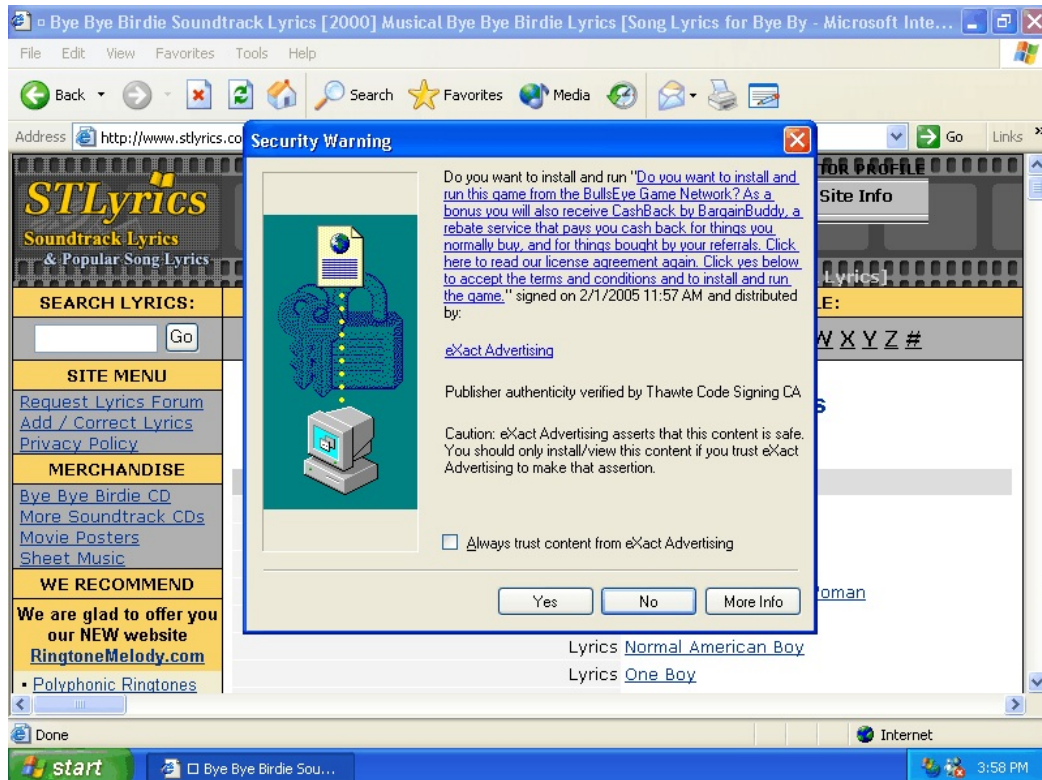 ▫ Bye Bye Birdie Soundtrack Lyrics [2000] Musical Bye Bye Birdie Lyrics [Song Lyrics for Bye By - Microsoft Inte...
File Edit View Favorites Tools Help
Back Search Favorites Media
Address http://www.stlyrics.co Go Links »
STLyrics
Soundtrack Lyrics
& Popular Song Lyrics
TOR PROFILE
Site Info
Lyrics]
SEARCH LYRICS:
Go
E:
W X Y Z #
SITE MENU
Request Lyrics Forum
Add / Correct Lyrics
Privacy Policy
MERCHANDISE
Bye Bye Birdie CD
More Soundtrack CDs
Movie Posters
Sheet Music
WE RECOMMEND
We are glad to offer you
our NEW website
RingtoneMelody.com
• Polyphonic Ringtones
Security Warning
Do you want to install and run "Do you want to install and
run this game from the BullsEye Game Network? As a
bonus you will also receive CashBack by BargainBuddy, a
rebate service that pays you cash back for things you
normally buy, and for things bought by your referrals. Click
here to read our license agreement again. Click yes below
to accept the terms and conditions and to install and run
the game." signed on 2/1/2005 11:57 AM and distributed
by:
eXact Advertising
Publisher authenticity verified by Thawte Code Signing CA
Caution: eXact Advertising asserts that this content is safe.
You should only install/view this content if you trust eXact
Advertising to make that assertion.
Always trust content from eXact Advertising
Yes No More Info
s
oman
Lyrics Normal American Boy
Lyrics One Boy
Done Internet
start □ Bye Bye Birdie Sou... 3:58 PM